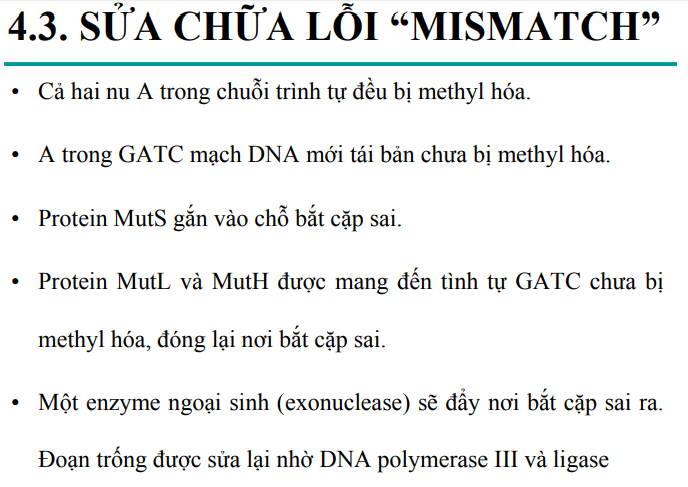 4.3. SỬA CHỮA LỖI “MISMATCH”
• Cả hai nu A trong chuỗi trình tự đều bị methyl hóa.
• A trong GATC mạch DNA mới tái bản chưa bị methyl hóa.
• Protein MutS gắn vào chỗ bắt cặp sai.
• Protein MutL và MutH được mang đến tình tự GATC chưa bị
methyl hóa, đóng lại nơi bắt cặp sai.
• Một enzyme ngoại sinh (exonuclease) sẽ đẩy nơi bắt cặp sai ra.
Đoạn trống được sửa lại nhờ DNA polymerase III và ligase